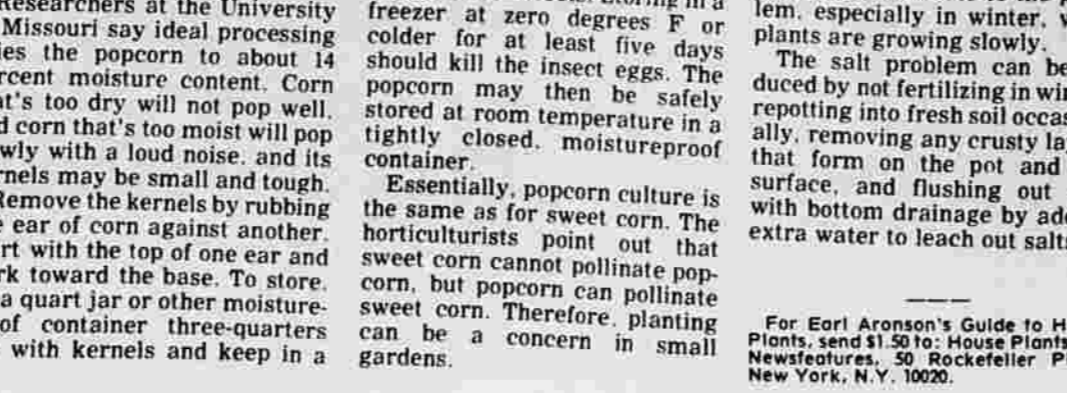 Researchers at the University
Missouri say ideal processing
the popcorn to about 14
moisture content. Corn
too dry will not pop well.
corn that's too moist will pop
with a loud noise. and its
may be small and tough.
Remove the kernels by rubbing
ear of corn against another.
with the top of one ear and
toward the base. To store.
a quart jar or other moisture-
of container three-quarters
with kernels and keep in a
freezer at zero degrees F or
colder for at least five days
should kill the insect eggs. The
popcorn may then be safely
stored at room temperature in a
tightly closed. moistureproof
container.
Essentially, popcorn culture is
the same as for sweet corn. The
horticulturists point out that
sweet corn cannot pollinate pop-
corn, but popcorn can pollinate
sweet corn. Therefore. planting
can be a concern in small
gardens.
lem. especially in winter.
plants are growing slowly.
The salt problem can be
duced by not fertilizing in
repotting into fresh soil
ally. removing any crusty
that form on the pot and
surface, and flushing out
with bottom drainage by
extra water to leach out salts
For Earl Aronson's Guide to
Plants, send $1.50 to: House Plants
Newsfeatures, 50 Rockefeller
New York, N.Y. 10020.